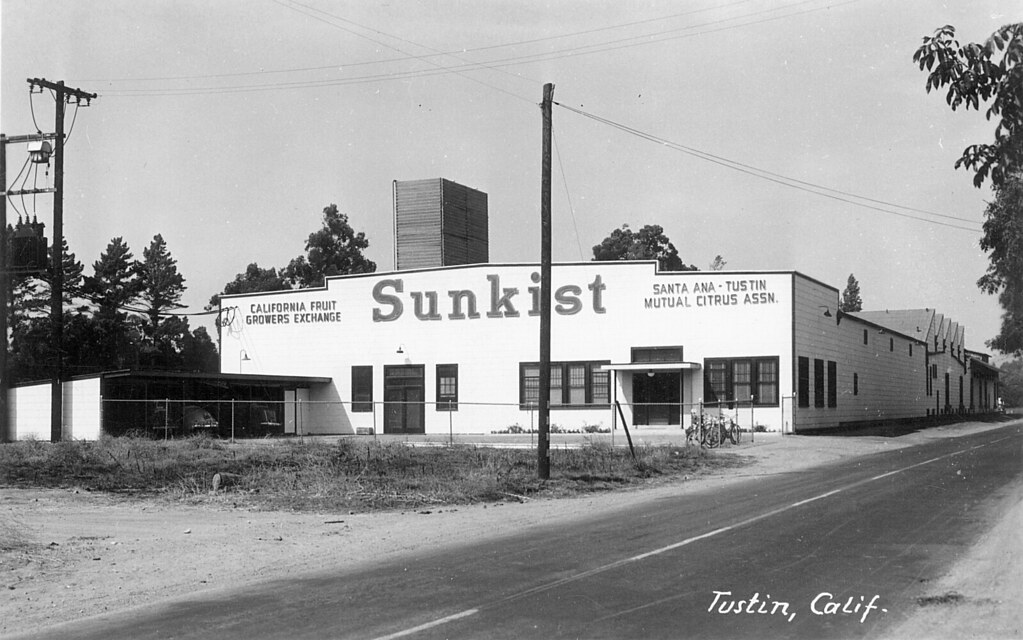 CALIFORNIA FRUIT
GROWERS EXCHANGE
Sunkist
SANTA ANA - TUSTIN
MUTUAL CITRUS ASSN.
Tustin, Calif.